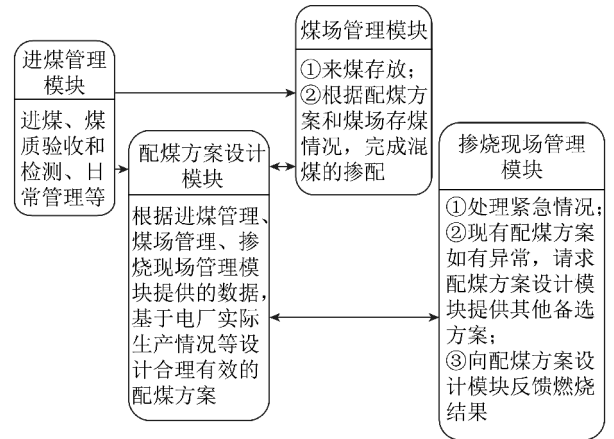 进煤管理
模块
进煤、煤
质验收和
检测、日
常管理等
煤场管理模块
①来煤存放;
②根据配煤方
案和煤场存煤
情况，完成混
煤的掺配
配煤方案设计
模块
根据进煤管理、
煤场管理、掺
烧现场管理模
块提供的数据,
基于电厂实际
生产情况等设
计合理有效的
配煤方案
掺烧现场管理
模块
①处理紧急情况;
②现有配煤方案
如有异常，请求
配煤方案设计模
块提供其他备选
方案;
③向配煤方案设
计模块反馈燃烧
结果